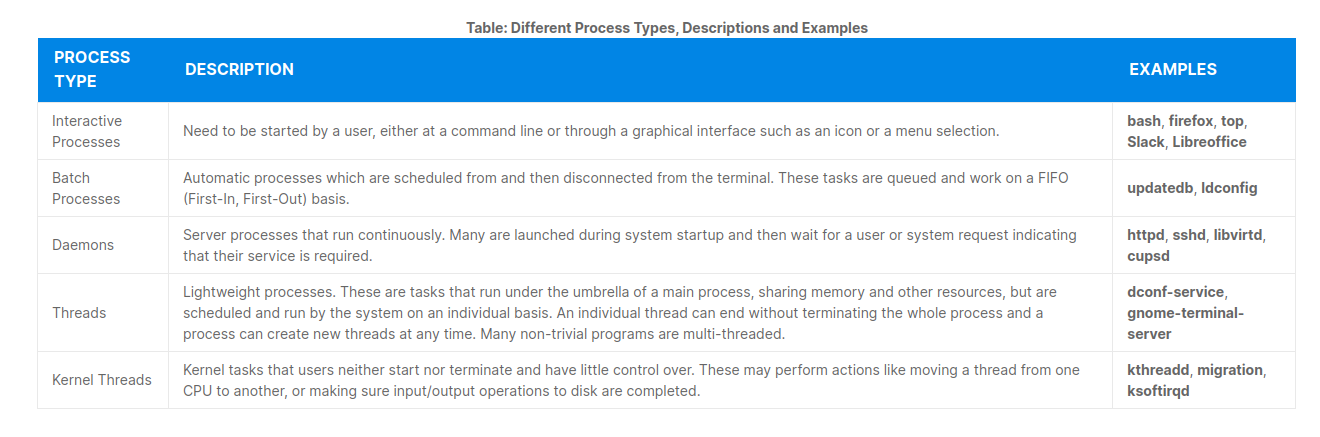 Table: Different Process Types, Descriptions and Examples
PROCESS
TYPE
DESCRIPTION
EXAMPLES
Interactive
Processes
Need to be started by a user, either at a command line or through a graphical interface such as an icon or a menu selection.
bash, firefox, top,
Slack, Libreoffice
Batch
Processes
Automatic processes which are scheduled from and then disconnected from the terminal. These tasks are queued and work on a FIFO
(First-In, First-Out) basis.
updatedb, ldconfig
Daemons
Server processes that run continuously. Many are launched during system startup and then wait for a user or system request indicating
that their service is required.
httpd, sshd, libvirtd,
cupsd
Threads
Lightweight processes. These are tasks that run under the umbrella of a main process, sharing memory and other resources, but are
scheduled and run by the system on an individual basis. An individual thread can end without terminating the whole process and a
process can create new threads at any time. Many non-trivial programs are multi-threaded.
dconf-service,
gnome-terminal-
server
Kernel Threads
Kernel tasks that users neither start nor terminate and have little control over. These may perform actions like moving a thread from one
CPU to another, or making sure input/output operations to disk are completed.
kthreadd, migration,
ksoftirqd